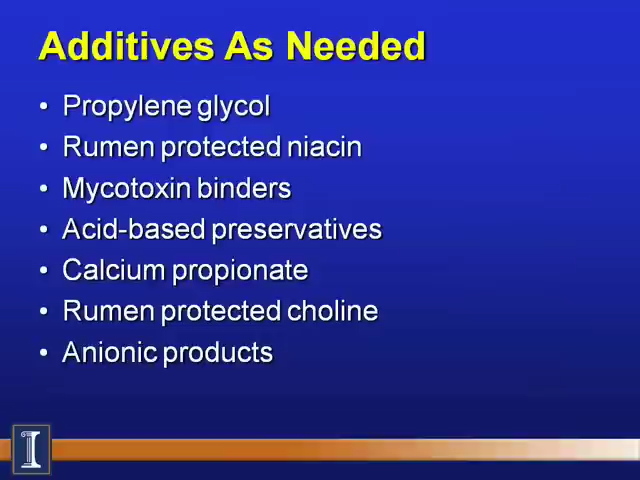 Additives As Needed
• Propylene glycol
• Rumen protected niacin
• Mycotoxin binders
• Acid-based preservatives
• Calcium propionate
• Rumen protected choline
• Anionic products
I